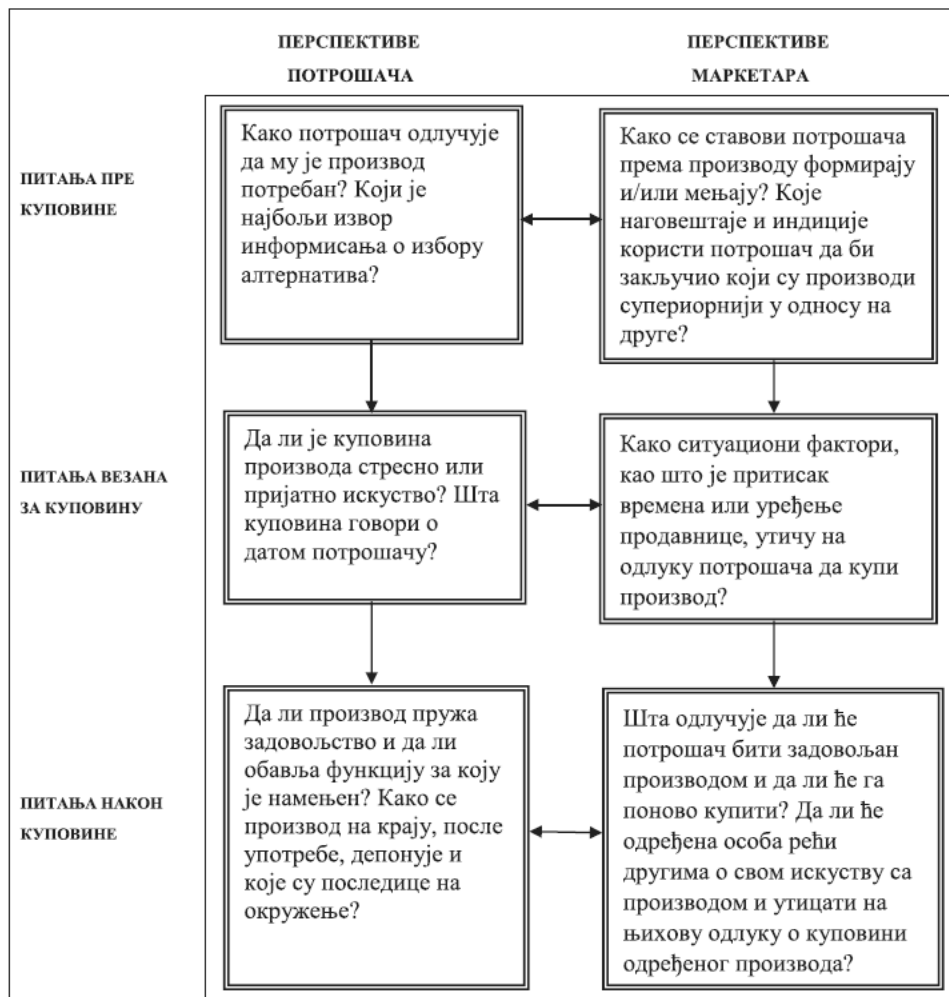 ПЕРСПЕКТИВЕ
ПОТРОШАЧА
ПЕРСПЕКТИВЕ
МАРКЕТАРА
ПИТАЊА ПРЕ
КУПОВИНЕ
Како потрошач одлучује
да му је производ
потребан? Који је
најбољи извор
информисања о избору
алтернатива?
Како се ставови потрошача
према производу формирају
и/или мењају? Које
наговештаје и индиције
користи потрошач да би
закључио који су производи
супериорнији у односу на
друге?
ПИТАЊА ВЕЗАНА
ЗА КУПОВИНУ
Да ли је куповина
производа стресно или
пријатно искуство? Шта
куповина говори о
датом потрошачу?
Како ситуациони фактори,
као што је притисак
времена или уређење
продавнице, утичу на
одлуку потрошача да купи
производ?
ПИТАЊА НАКОН
КУПОВИНЕ
Да ли производ пружа
задовољство и да ли
обавља функцију за коју
је намењен? Како се
производ на крају, после
употребе, депонује и
које су последице на
окружење?
Шта одлучује да ли ће
потрошач бити задовољан
производом и да ли ће га
поново купити? Да ли ће
одређена особа рећи
другима о свом искуству са
производом и утицати на
њихову одлуку о куповини
одређеног производа?